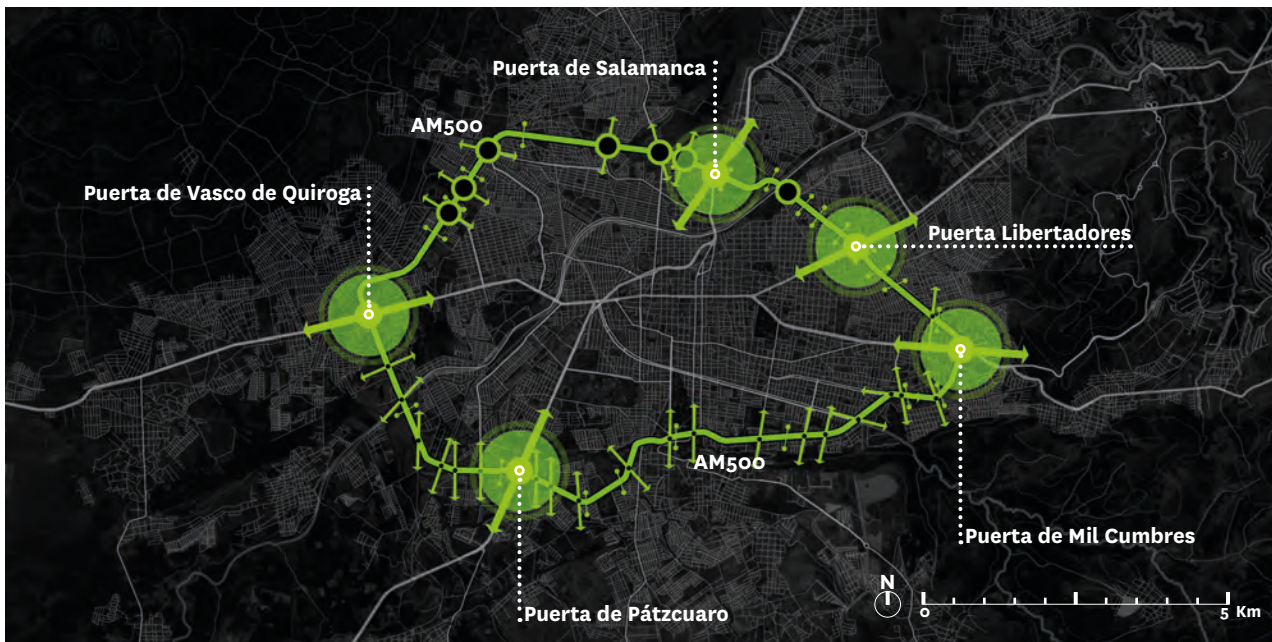 Puerta de Salamanca
AM500
Puerta de Vasco de Quiroga
Puerta Libertadores
AM500
Puerta de Mil Cumbres
Puerta de Pátzcuaro
N
0
5 Km